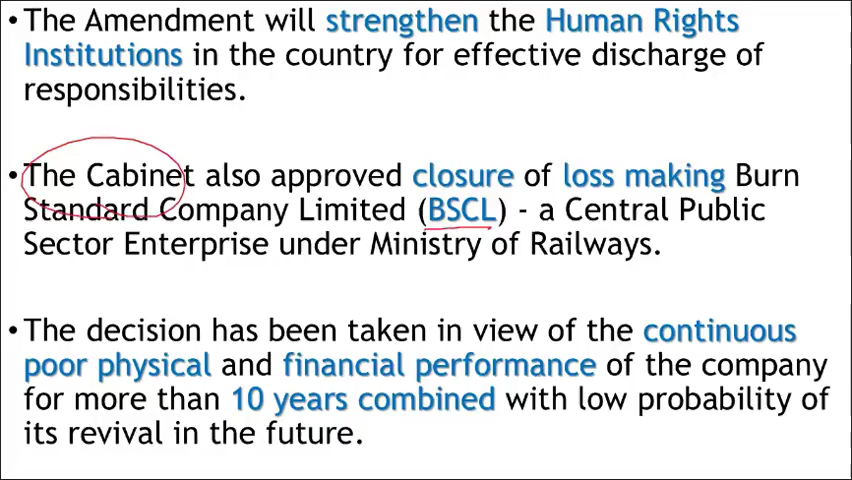 • The Amendment will strengthen the Human Rights
Institutions in the country for effective discharge of
responsibilities.
• The Cabinet also approved closure of loss making Burn
Standard Company Limited (BSCL) - a Central Public
Sector Enterprise under Ministry of Railways.
• The decision has been taken in view of the continuous
poor physical and financial performance of the company
for more than 10 years combined with low probability of
its revival in the future.